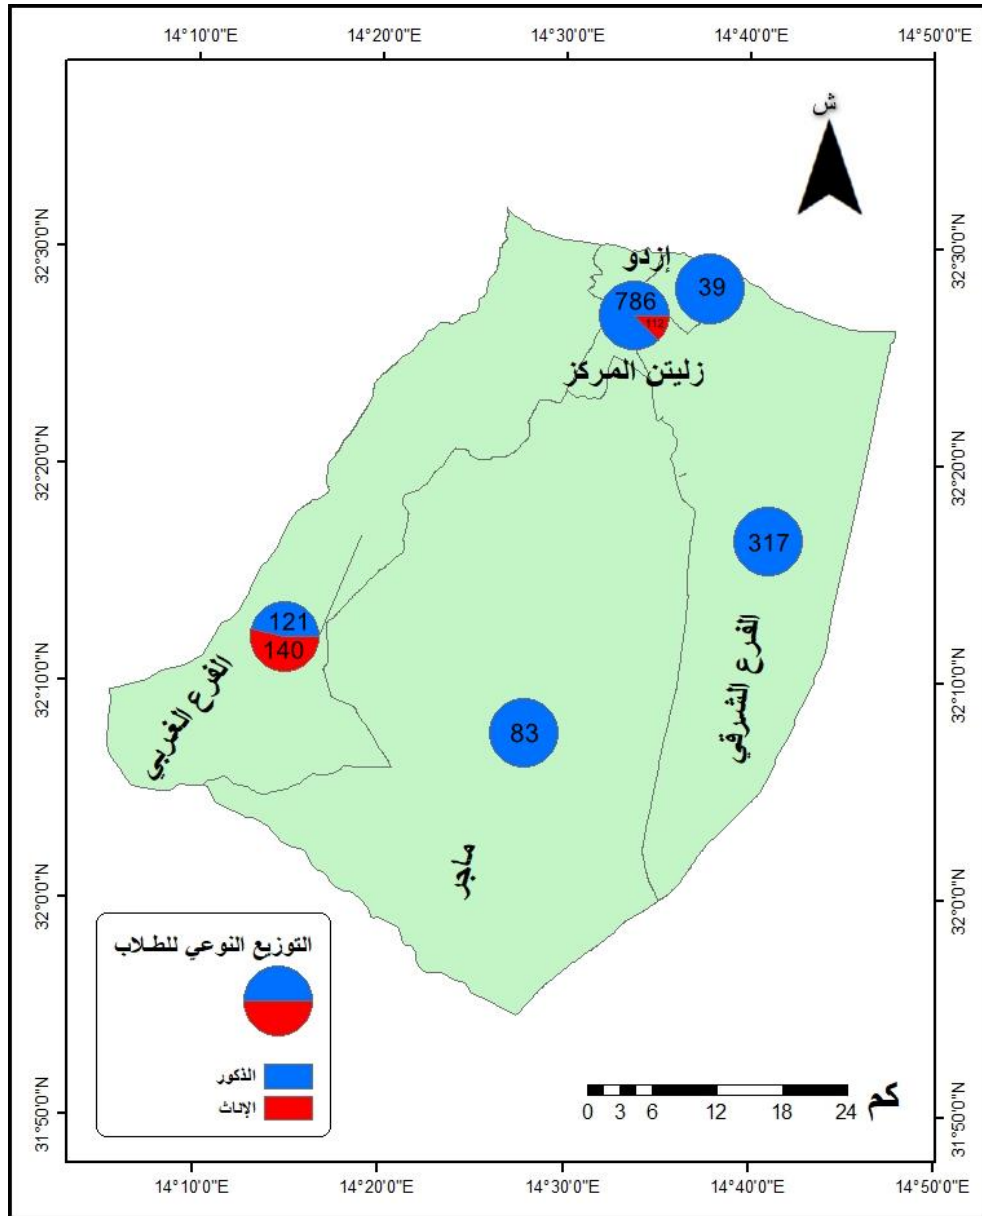 14°10'0"E 14°20'0"E 14°30'0"E 14°40'0"E 14°50'0"E
ش
32°30'0"N
32°30'0"N
إزدو
39
786
112
زليتن المركز
32°20'0"N
32°20'0"N
317
121
140
الفرع الشرقي
32°10'0"N
32°10'0"N
الفرع الغربي
83
ماجر
32°0'0"N
32°0'0"N
التوزيع النوعي للطلاب
الذكور
الإناث
كم
0 3 6 12 18 24
31°50'0"N
31°50'0"N
14°10'0"E 14°20'0"E 14°30'0"E 14°40'0"E 14°50'0"E